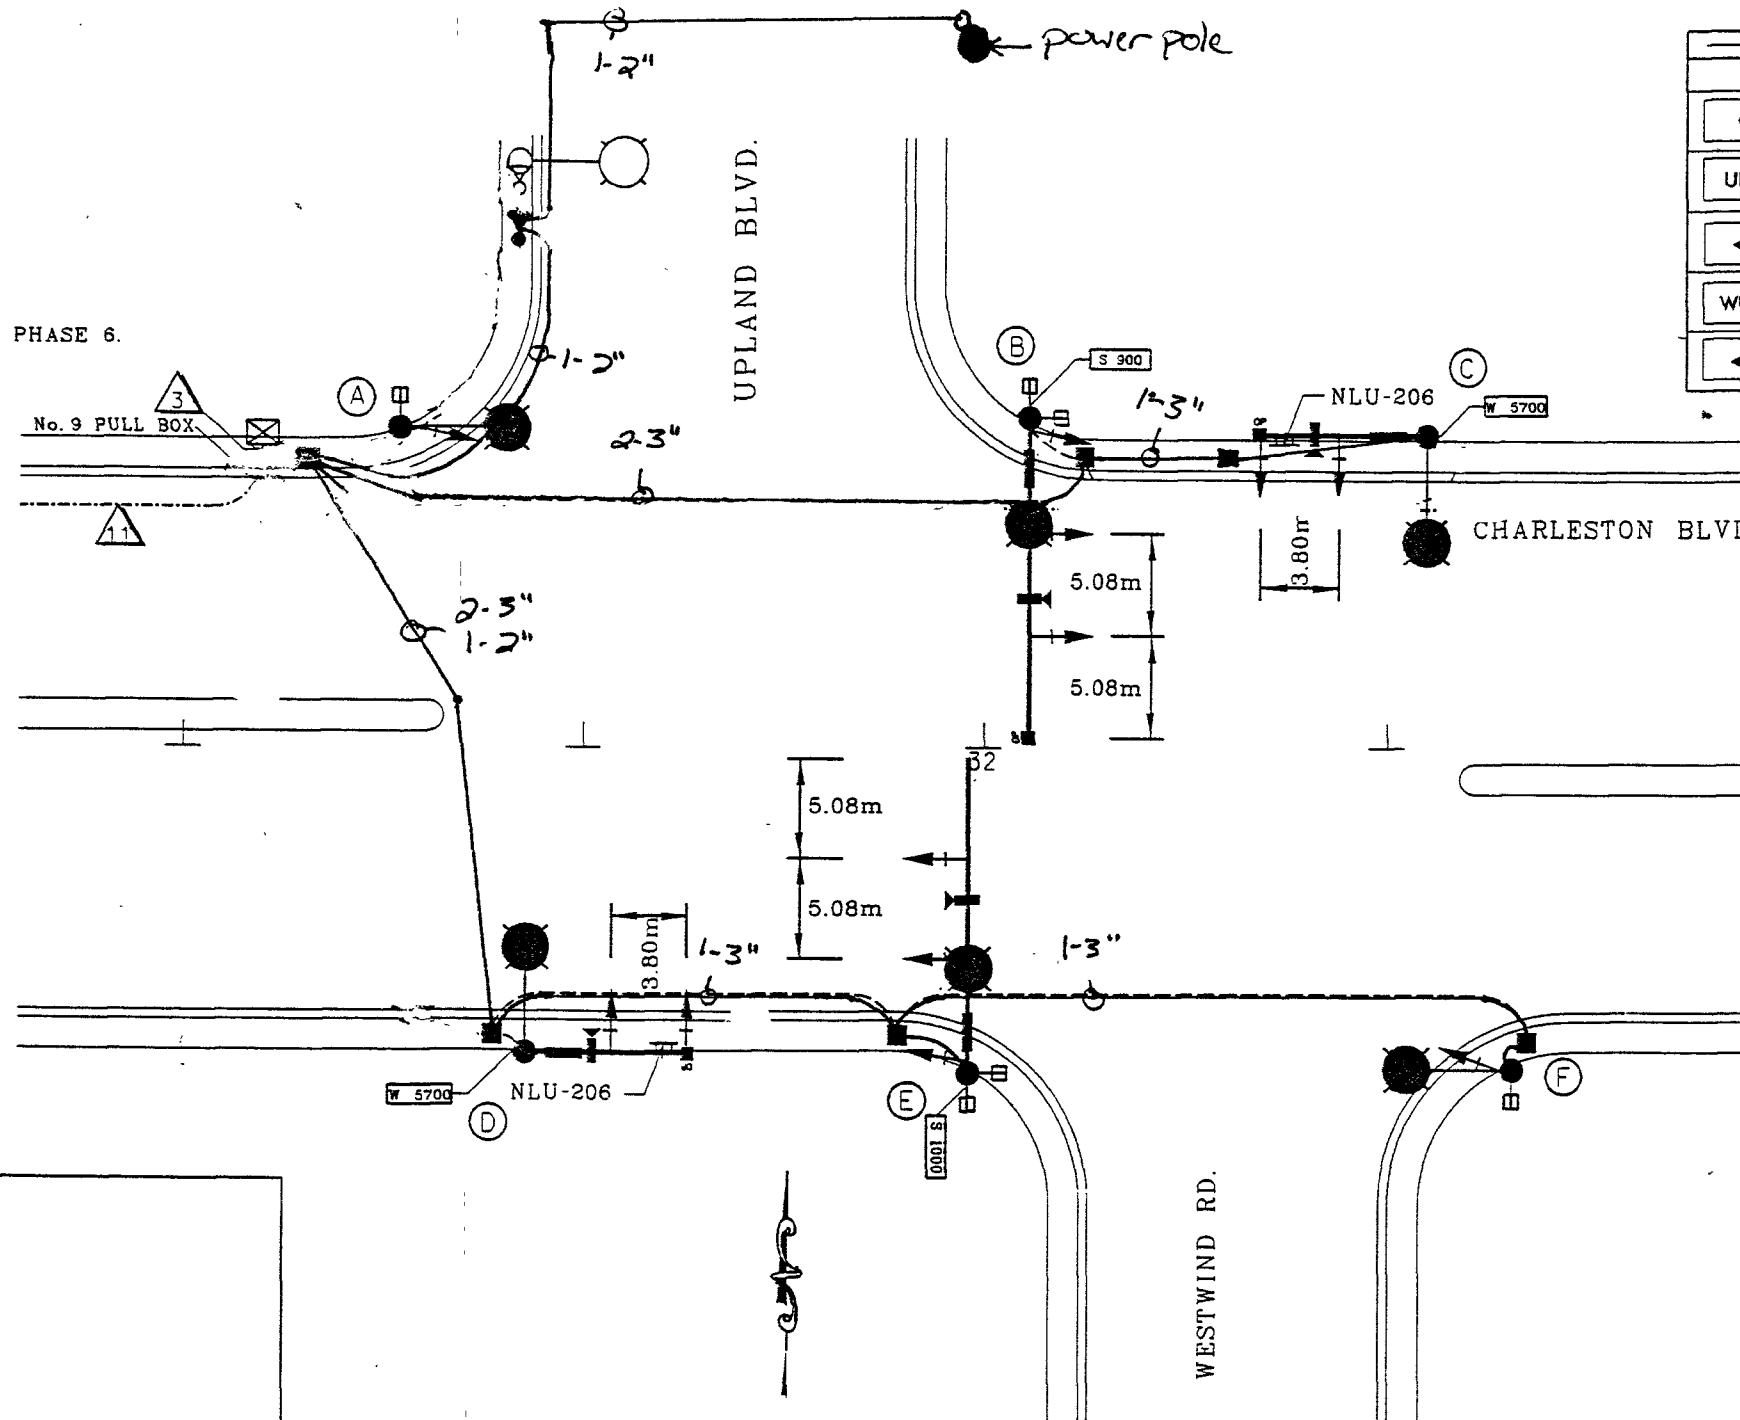 power pole
1-2"
UPLAND BLVD.
PHASE 6.
3
No. 9 PULL BOX
11
A
1-2"
2-3"
B
S 900
1-3"
NLU-206
C
W 5700
CHARLESTON BLV
3.80m
5.08m
5.08m
2-3"
1-2"
32
5.08m
5.08m
3.80m
1-3"
1-3"
W 5700
NLU-206
D
E
S 1000
F
WESTWIND RD.